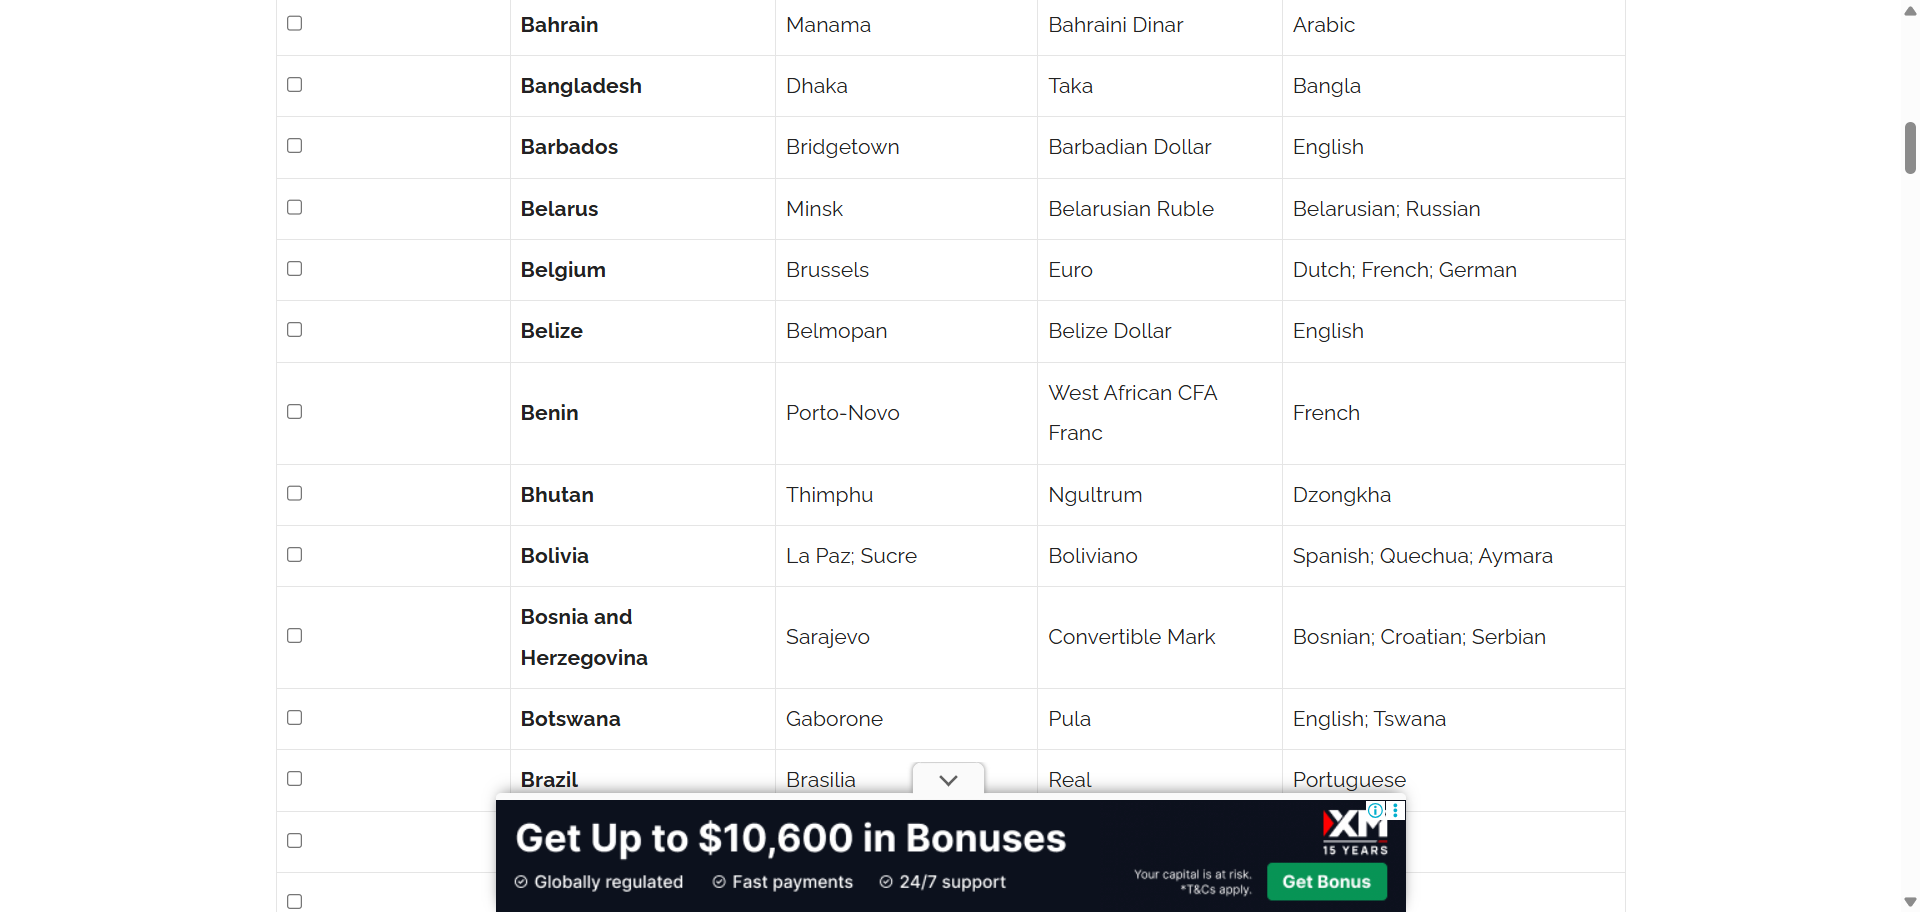 Bahrain Manama Bahraini Dinar Arabic
Bangladesh Dhaka Taka Bangla
Barbados Bridgetown Barbadian Dollar English
Belarus Minsk Belarusian Ruble Belarusian; Russian
Belgium Brussels Euro Dutch; French; German
Belize Belmopan Belize Dollar English
Benin Porto-Novo West African CFA
Franc French
Bhutan Thimphu Ngultrum Dzongkha
Bolivia La Paz; Sucre Boliviano Spanish; Quechua; Aymara
Bosnia and
Herzegovina Sarajevo Convertible Mark Bosnian; Croatian; Serbian
Botswana Gaborone Pula English; Tswana
Brazil Brasilia Real Portuguese
Get Up to $10,600 in Bonuses
Globally regulated Fast payments 24/7 support
XM
15 YEARS
Your capital is at risk.
*T&Cs apply.
Get Bonus